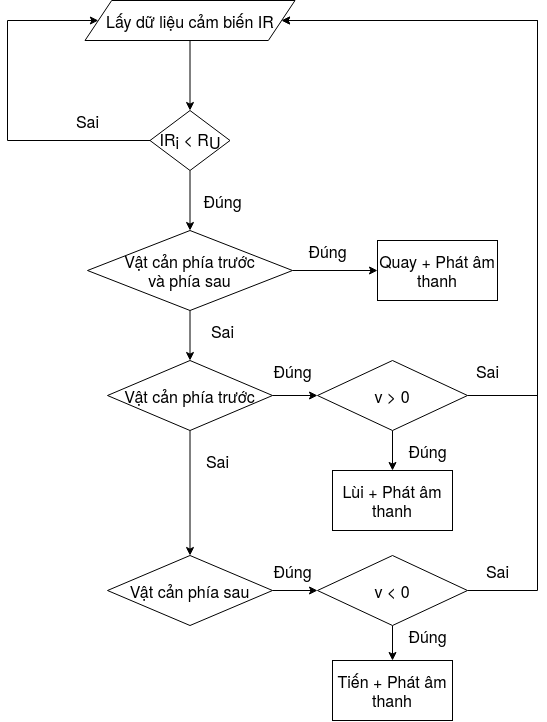 Lấy dữ liệu cảm biến IR
Sai
IRi < RU
Đúng
Vật cản phía trước
và phía sau
Đúng
Quay + Phát âm
thanh
Sai
Vật cản phía trước
Đúng
v > 0
Sai
Đúng
Lùi + Phát âm
thanh
Sai
Vật cản phía sau
Đúng
v < 0
Sai
Đúng
Tiến + Phát âm
thanh